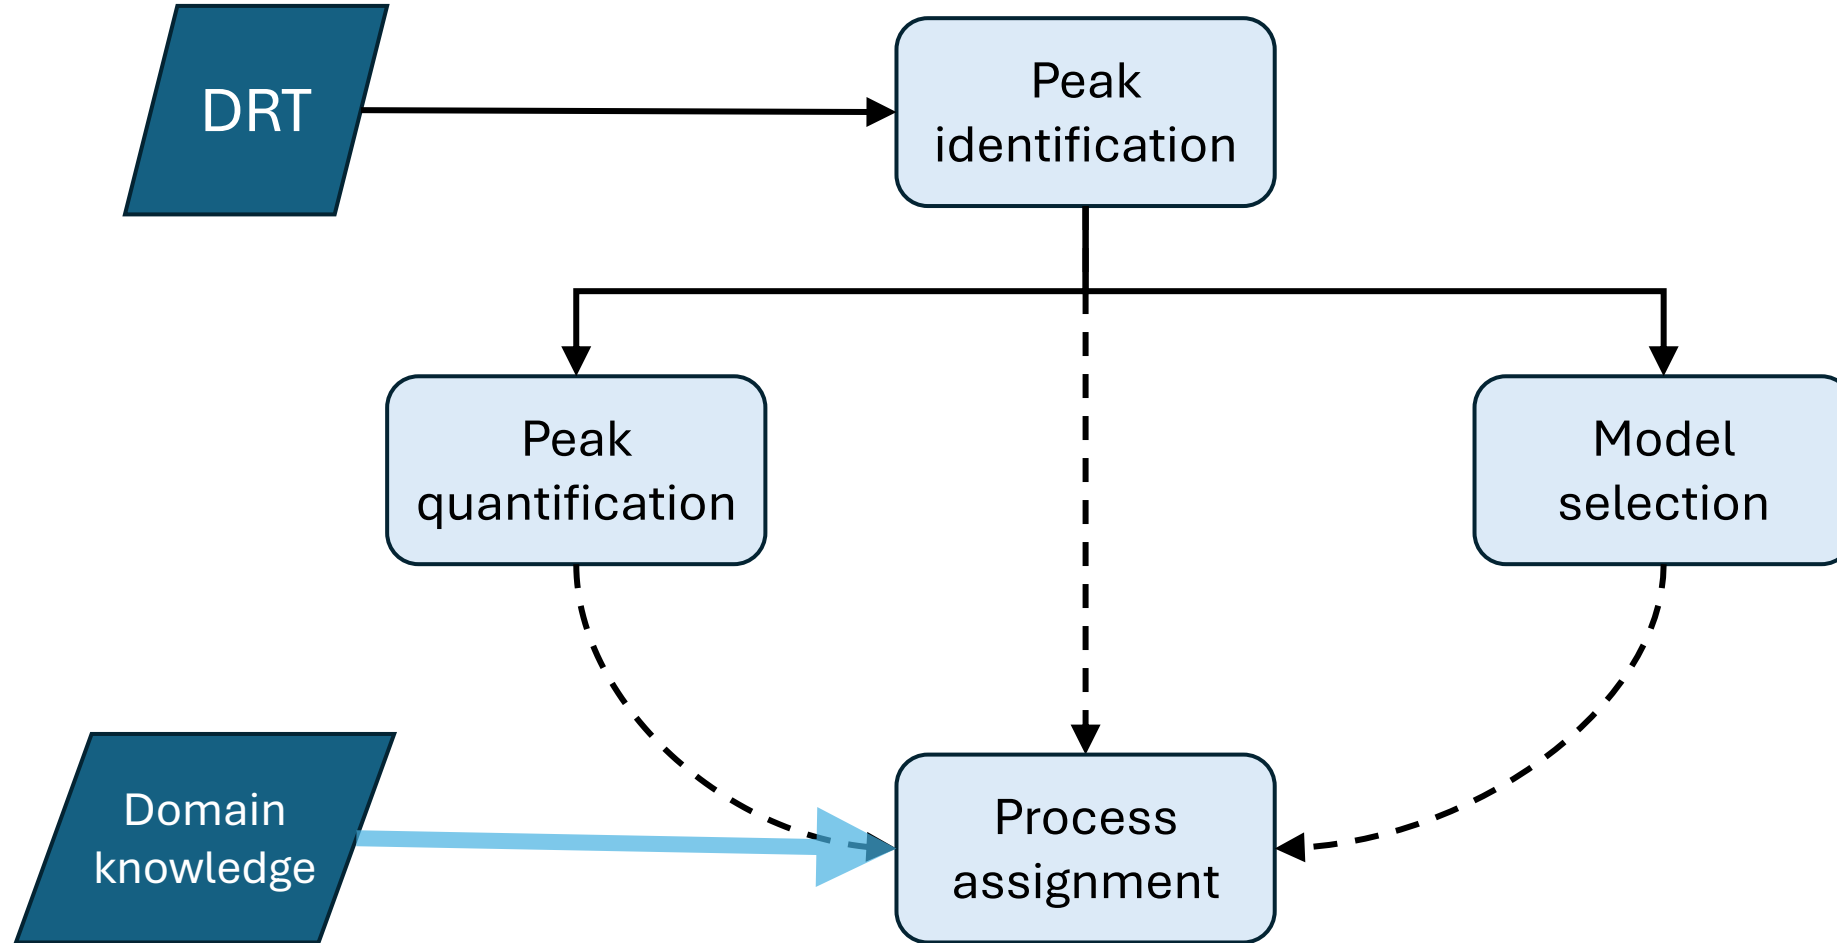 DRT
Peak
identification
Peak
quantification
Model
selection
Domain
knowledge
Process
assignment